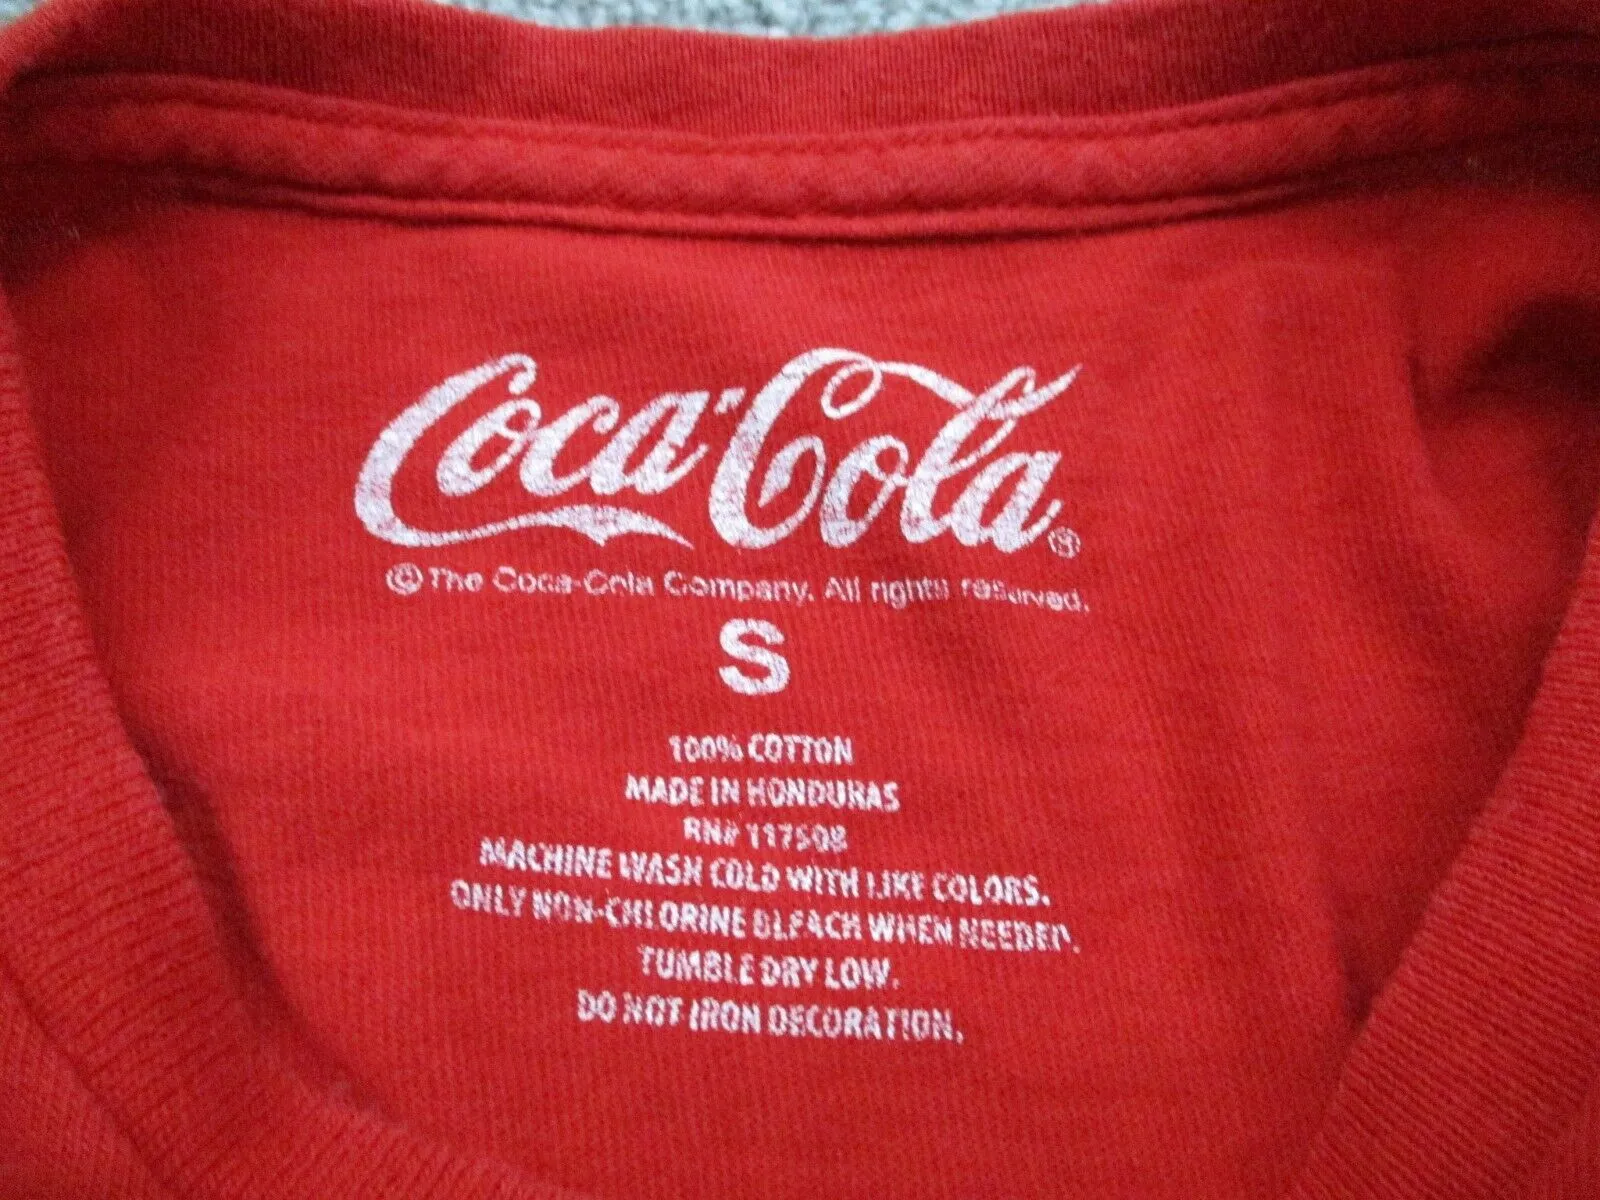 Coca-Cola®
© The Coca-Cola Company. All rights reserved.
S
100% COTTON
MADE IN HONDURAS
RN# 117508
MACHINE WASH COLD WITH LIKE COLORS.
ONLY NON-CHLORINE BLEACH WHEN NEEDED.
TUMBLE DRY LOW.
DO NOT IRON DECORATION.